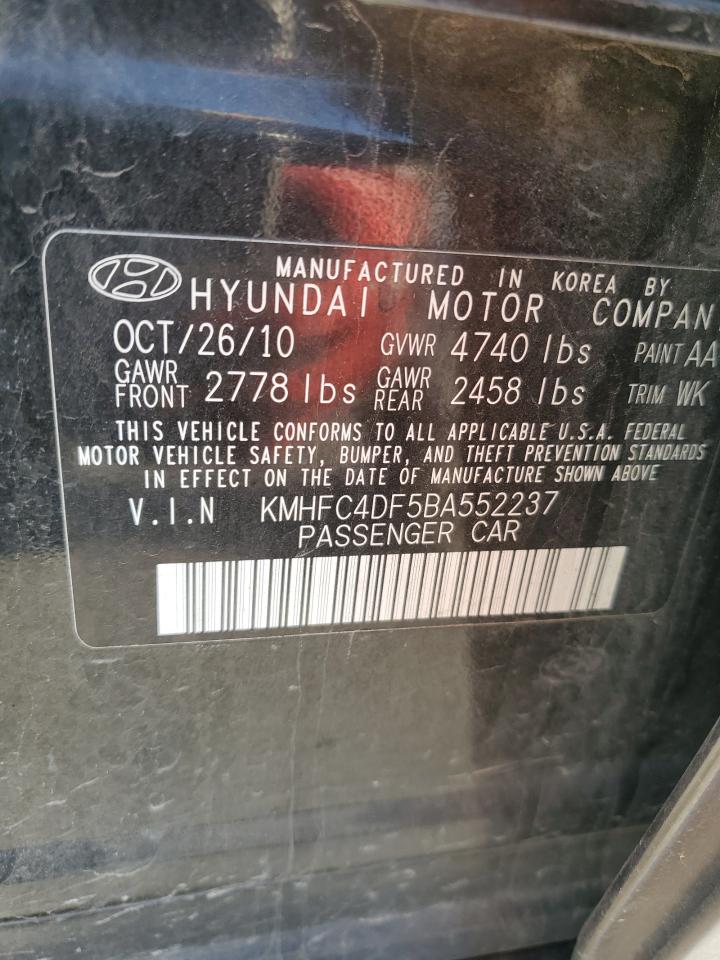 MANUFACTURED IN KOREA BY
HYUNDAI MOTOR COMPAN
OCT/26/10 GVWR 4740 lbs PAINT AA
GAWR FRONT 2778 lbs GAWR REAR 2458 lbs TRIM WK
THIS VEHICLE CONFORMS TO ALL APPLICABLE U.S.A. FEDERAL
MOTOR VEHICLE SAFETY, BUMPER, AND THEFT PREVENTION STANDARDS
IN EFFECT ON THE DATE OF MANUFACTURE SHOWN ABOVE
V.I.N KMHFC4DF5BA552237
PASSENGER CAR